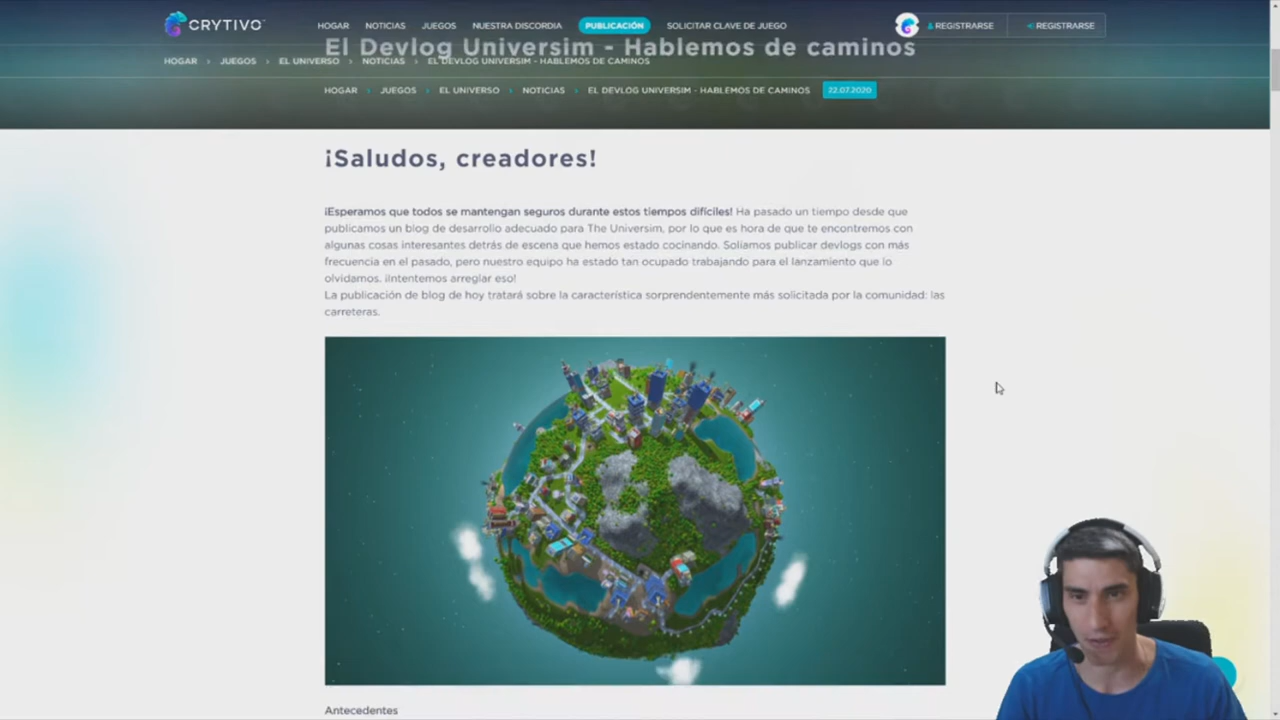 CRYTIVO™
HOGAR NOTICIAS JUEGOS NUESTRA DISCORDIA PUBLICACIÓN SOLICITAR CLAVE DE JUEGO REGISTRARSE REGISTRARSE
El Devlog Universim - Hablemos de caminos
HOGAR > JUEGOS > EL UNIVERSO > NOTICIAS > EL DEVLOG UNIVERSIM - HABLEMOS DE CAMINOS
HOGAR > JUEGOS > EL UNIVERSO > NOTICIAS > EL DEVLOG UNIVERSIM - HABLEMOS DE CAMINOS 22.07.2020
¡Saludos, creadores!
¡Esperamos que todos se mantengan seguros durante estos tiempos difíciles! Ha pasado un tiempo desde que
publicamos un blog de desarrollo adecuado para The Universim, por lo que es hora de que te encontremos con
algunas cosas interesantes detrás de escena que hemos estado cocinando. Solíamos publicar devlogs con más
frecuencia en el pasado, pero nuestro equipo ha estado tan ocupado trabajando para el lanzamiento que lo
olvidamos. ¡Intentemos arreglar eso!
La publicación de blog de hoy tratará sobre la característica sorprendentemente más solicitada por la comunidad: las
carreteras.
Antecedentes